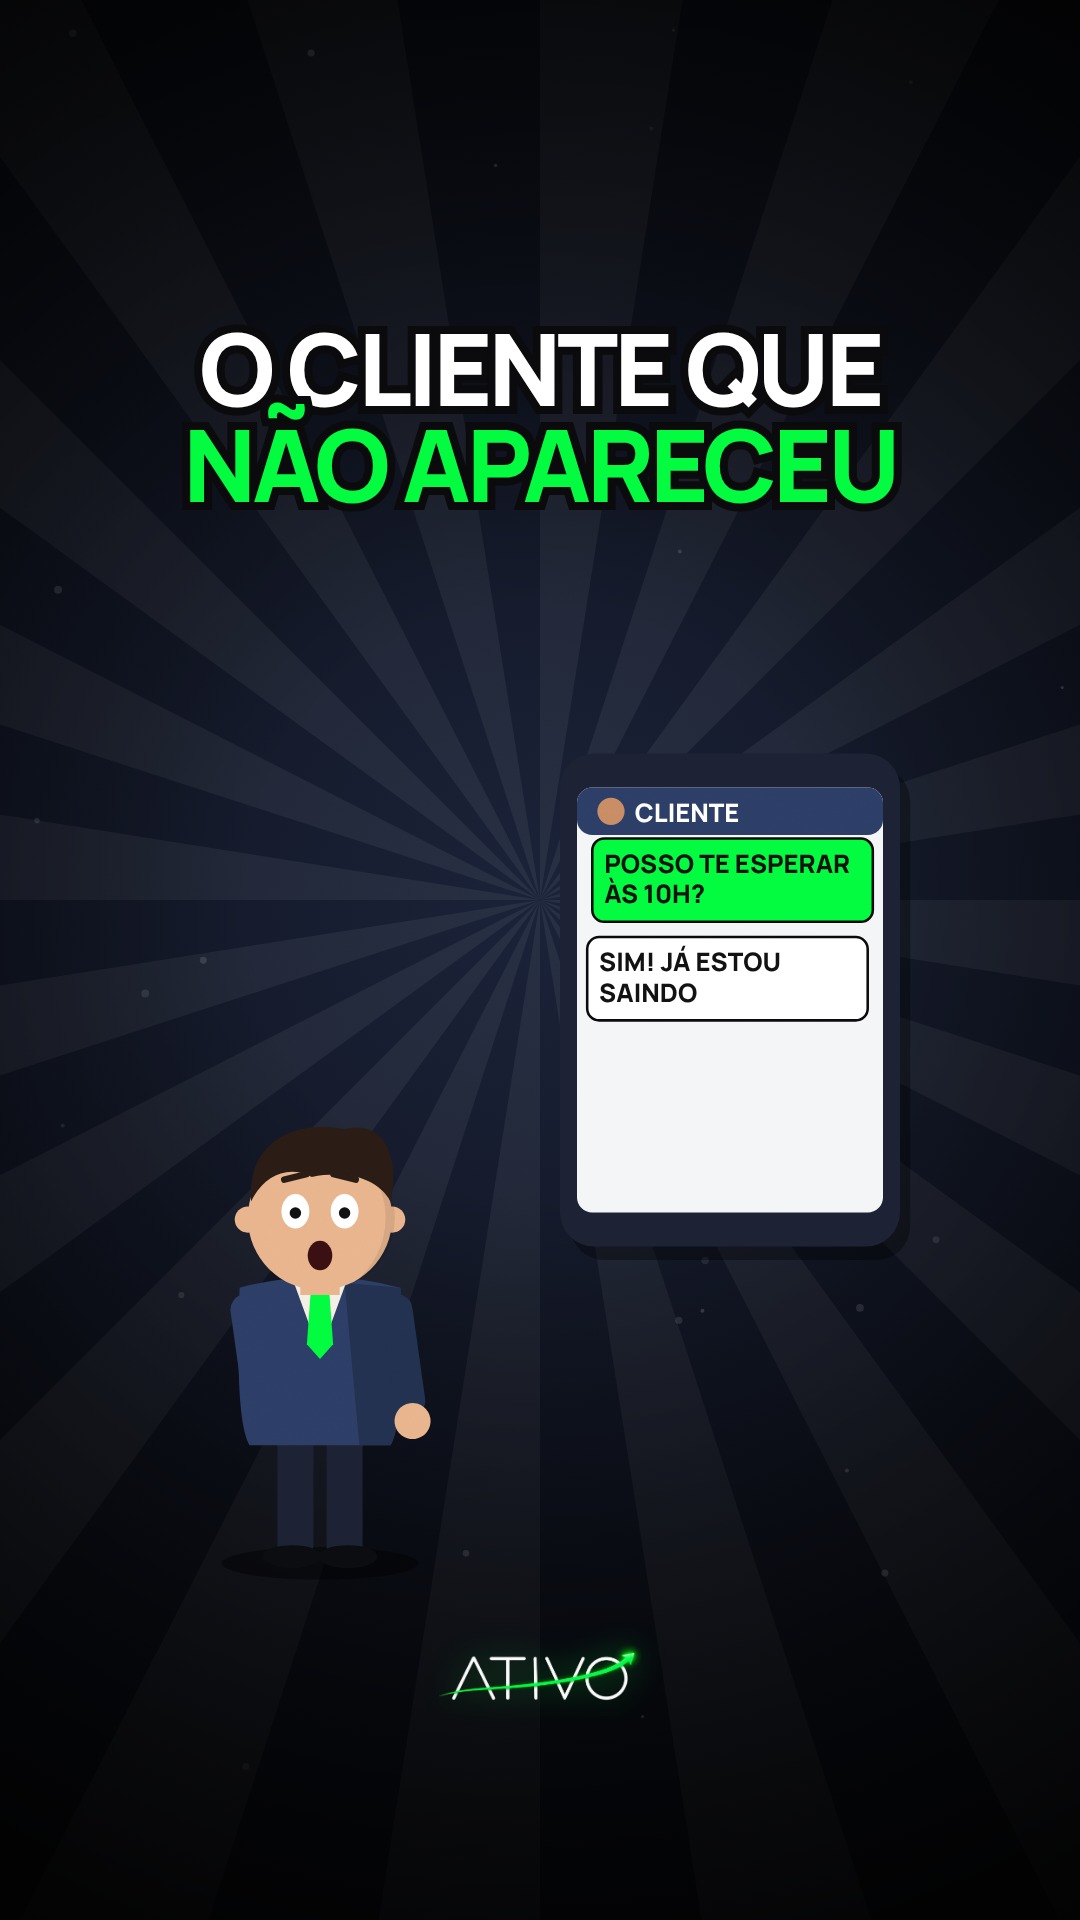 O CLIENTE QUE
NÃO APARECEU
CLIENTE
POSSO TE ESPERAR
ÀS 10H?
SIM! JÁ ESTOU
SAINDO
ATIVO